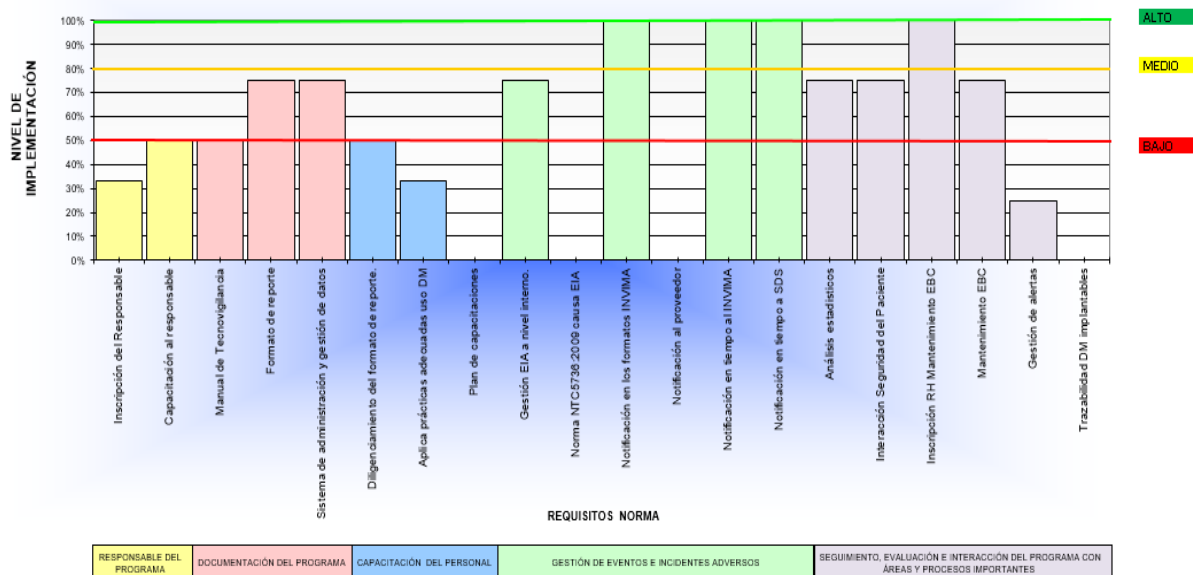 NIVEL DE
IMPLEMENTACIÓN
100%
90%
80%
70%
60%
50%
40%
30%
20%
10%
0%
ALTO
MEDIO
BAJO
Inscripción del Responsable
Capacitación al responsable
Manual de Tecnovigilancia
Formato de reporte
Sistema de administración y gestión de datos
Diligenciamiento del formato de reporte.
Aplica prácticas adecuadas uso DM
Plan de capacitaciones
Gestión EIA a nivel interno.
Norma NTC5736:2009 causa EIA
Notificación en los formatos INVIMA
Notificación al proveedor
Notificación en tiempo al INVIMA
Notificación en tiempo a SDS
Análisis estadísticos
Interacción Seguridad del Paciente
Inscripción RH Mantenimiento EBC
Mantenimiento EBC
Gestión de alertas
Trazabilidad DM implantables
REQUISITOS NORMA
RESPONSABLE DEL
PROGRAMA
DOCUMENTACIÓN DEL PROGRAMA
CAPACITACIÓN DEL PERSONAL
GESTIÓN DE EVENTOS E INCIDENTES ADVERSOS
SEGUIMIENTO, EVALUACIÓN E INTERACCIÓN DEL PROGRAMA CON
ÁREAS Y PROCESOS IMPORTANTES